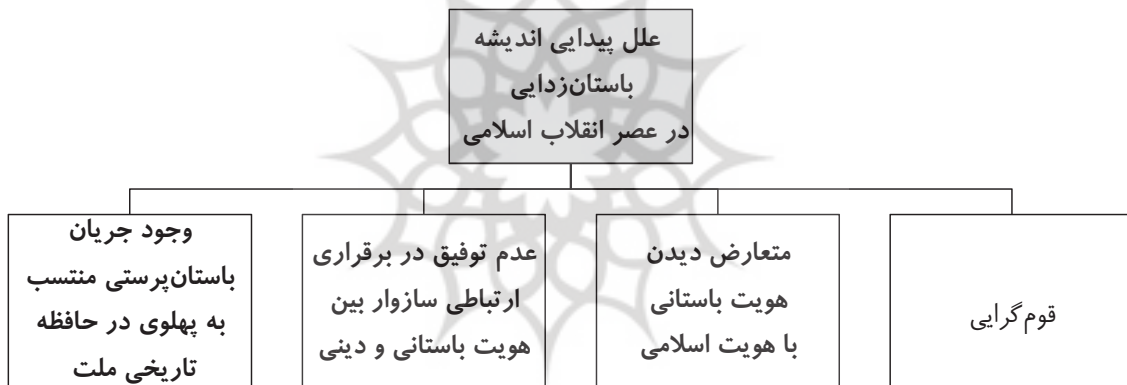 علل پیدایی اندیشه
باستان‌زدایی
در عصر انقلاب اسلامی
قوم‌گرایی
متعارض دیدن
هویت باستانی
با هویت اسلامی
عدم توفیق در برقراری
ارتباطی سازوار بین
هویت باستانی و دینی
وجود جریان
باستان‌پرستی منتسب
به پهلوی در حافظه
تاریخی ملت